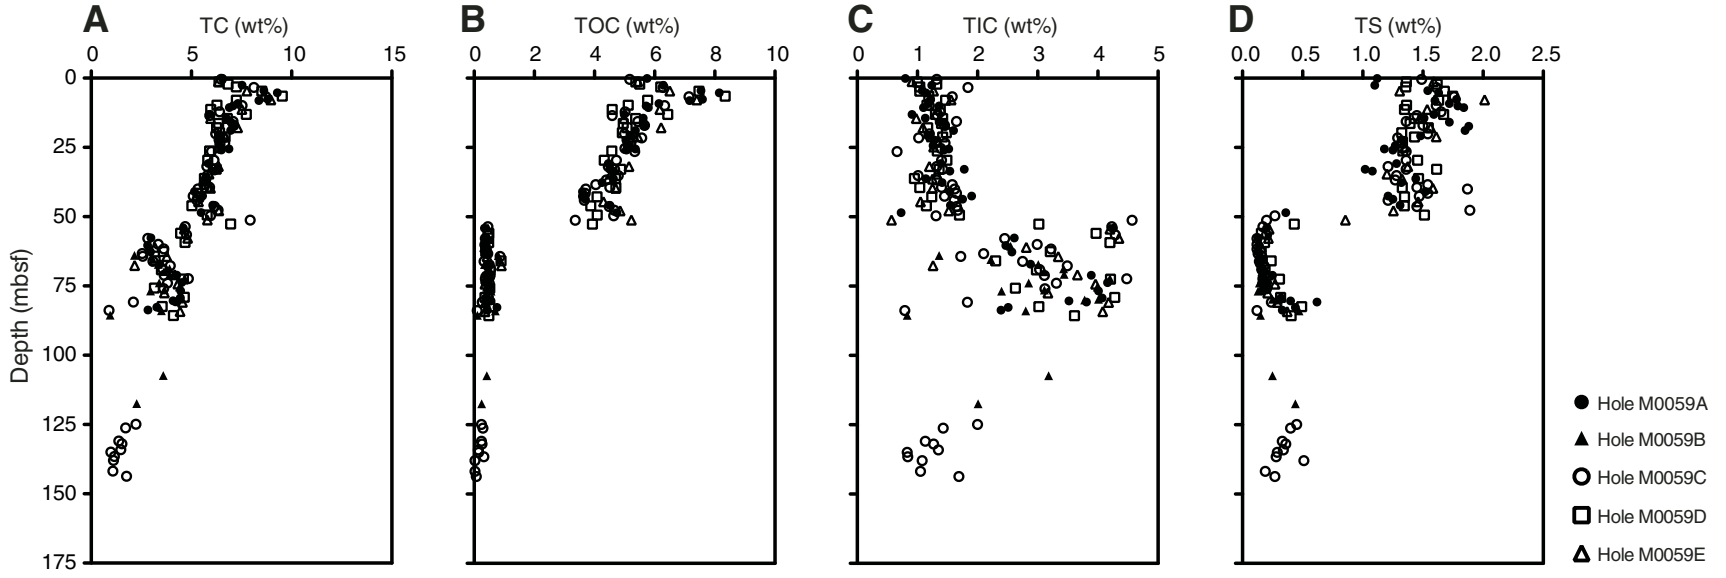 A TC (wt%) B TOC (wt%) C TIC (wt%) D TS (wt%)
0 5 10 15 0 2 4 6 8 10 0 1 2 3 4 5 0.0 0.5 1.0 1.5 2.0 2.5
0
25
50
75
100
125
150
175
Depth (mbsf)
Hole M0059A
Hole M0059B
Hole M0059C
Hole M0059D
Hole M0059E